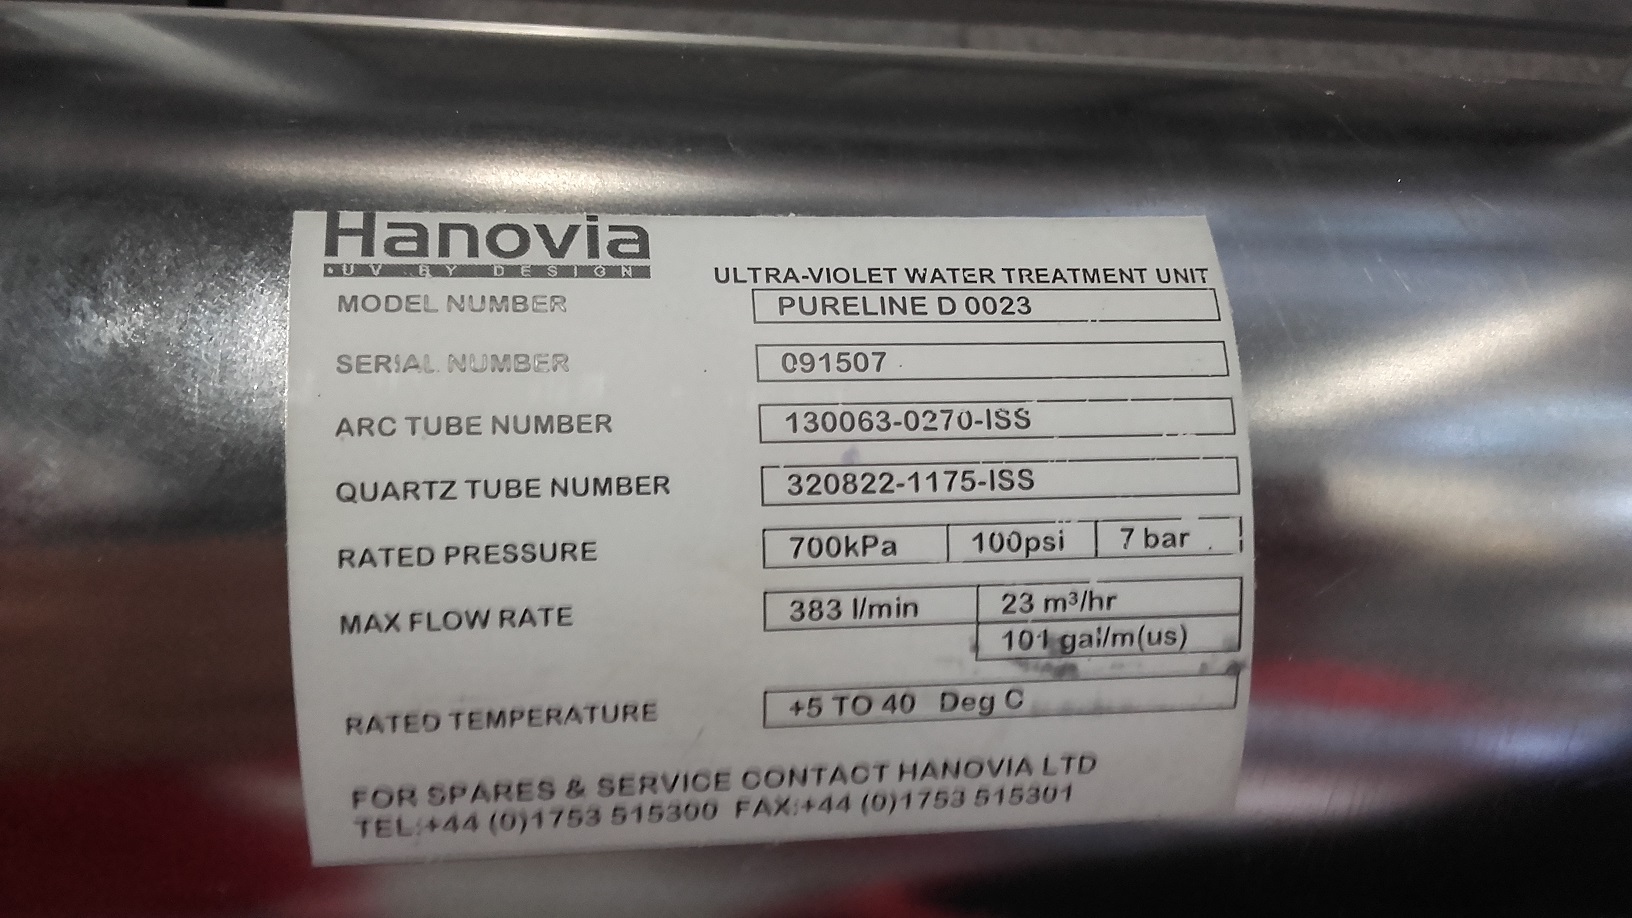 Hanovia
UV BY DESIGN
ULTRA-VIOLET WATER TREATMENT UNIT
MODEL NUMBER PURELINE D 0023
SERIAL NUMBER 091507
ARC TUBE NUMBER 130063-0270-ISS
QUARTZ TUBE NUMBER 320822-1175-ISS
RATED PRESSURE 700kPa 100psi 7 bar
MAX FLOW RATE 383 l/min 23 m³/hr
101 gal/m(us)
RATED TEMPERATURE +5 TO 40 Deg C
FOR SPARES & SERVICE CONTACT HANOVIA LTD
TEL:+44 (0)1753 515300 FAX:+44 (0)1753 515301